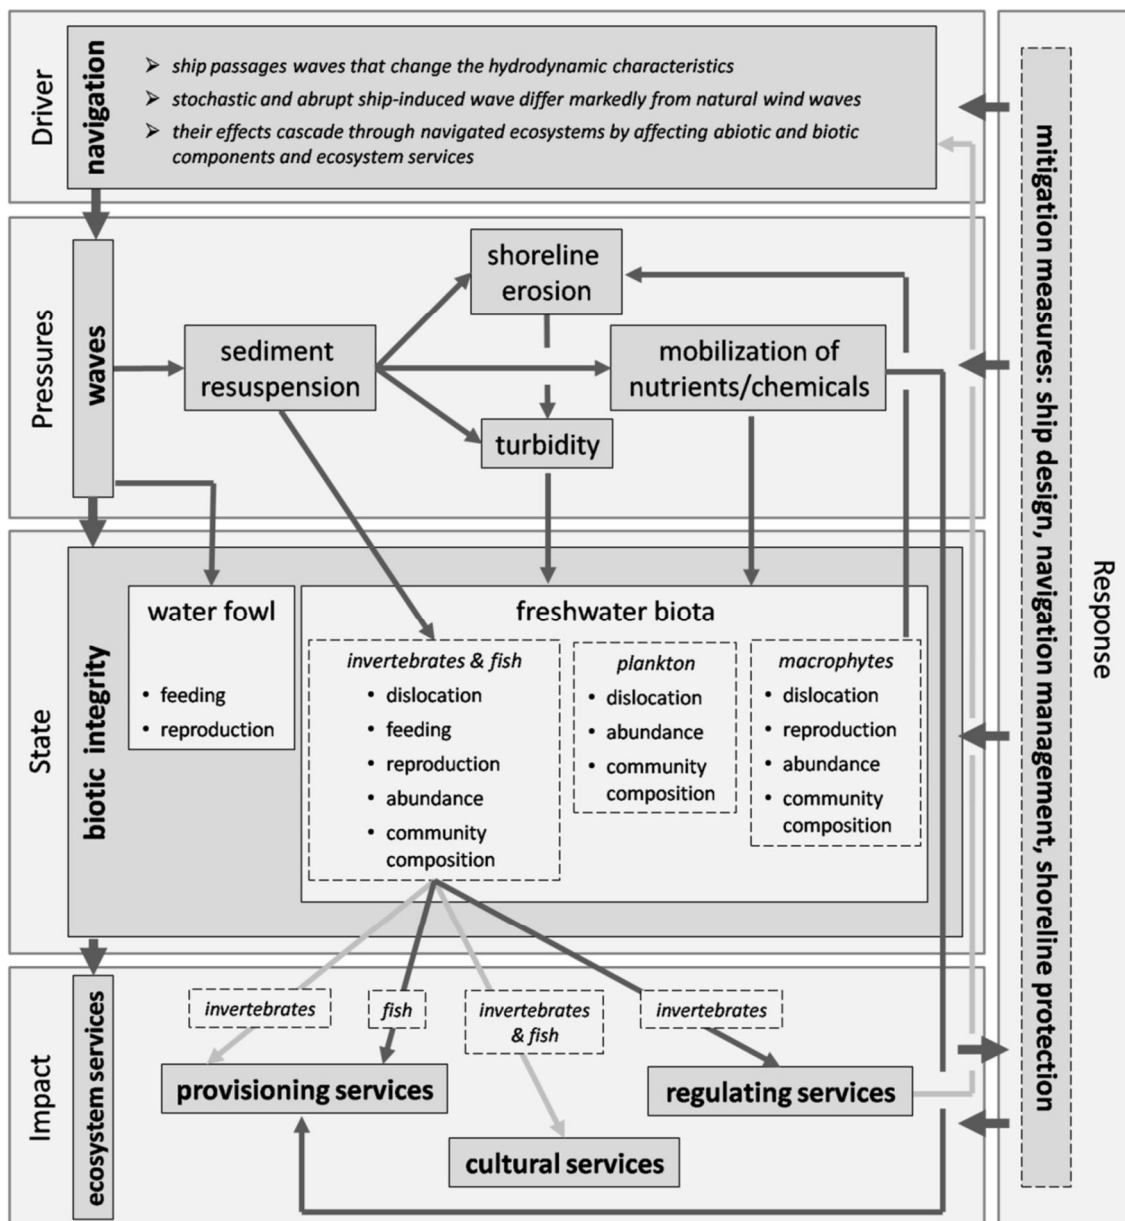 Driver
navigation
➢ ship passages waves that change the hydrodynamic characteristics
➢ stochastic and abrupt ship-induced wave differ markedly from natural wind waves
➢ their effects cascade through navigated ecosystems by affecting abiotic and biotic
components and ecosystem services
Pressures
waves
sediment
resuspension
shoreline
erosion
turbidity
mobilization of
nutrients/chemicals
State
biotic integrity
water fowl
• feeding
• reproduction
freshwater biota
invertebrates & fish
• dislocation
• feeding
• reproduction
• abundance
• community
composition
plankton
• dislocation
• abundance
• community
composition
macrophytes
• dislocation
• reproduction
• abundance
• community
composition
Impact
ecosystem services
invertebrates
fish
invertebrates
& fish
invertebrates
provisioning services
cultural services
regulating services
mitigation measures: ship design, navigation management, shoreline protection
Response